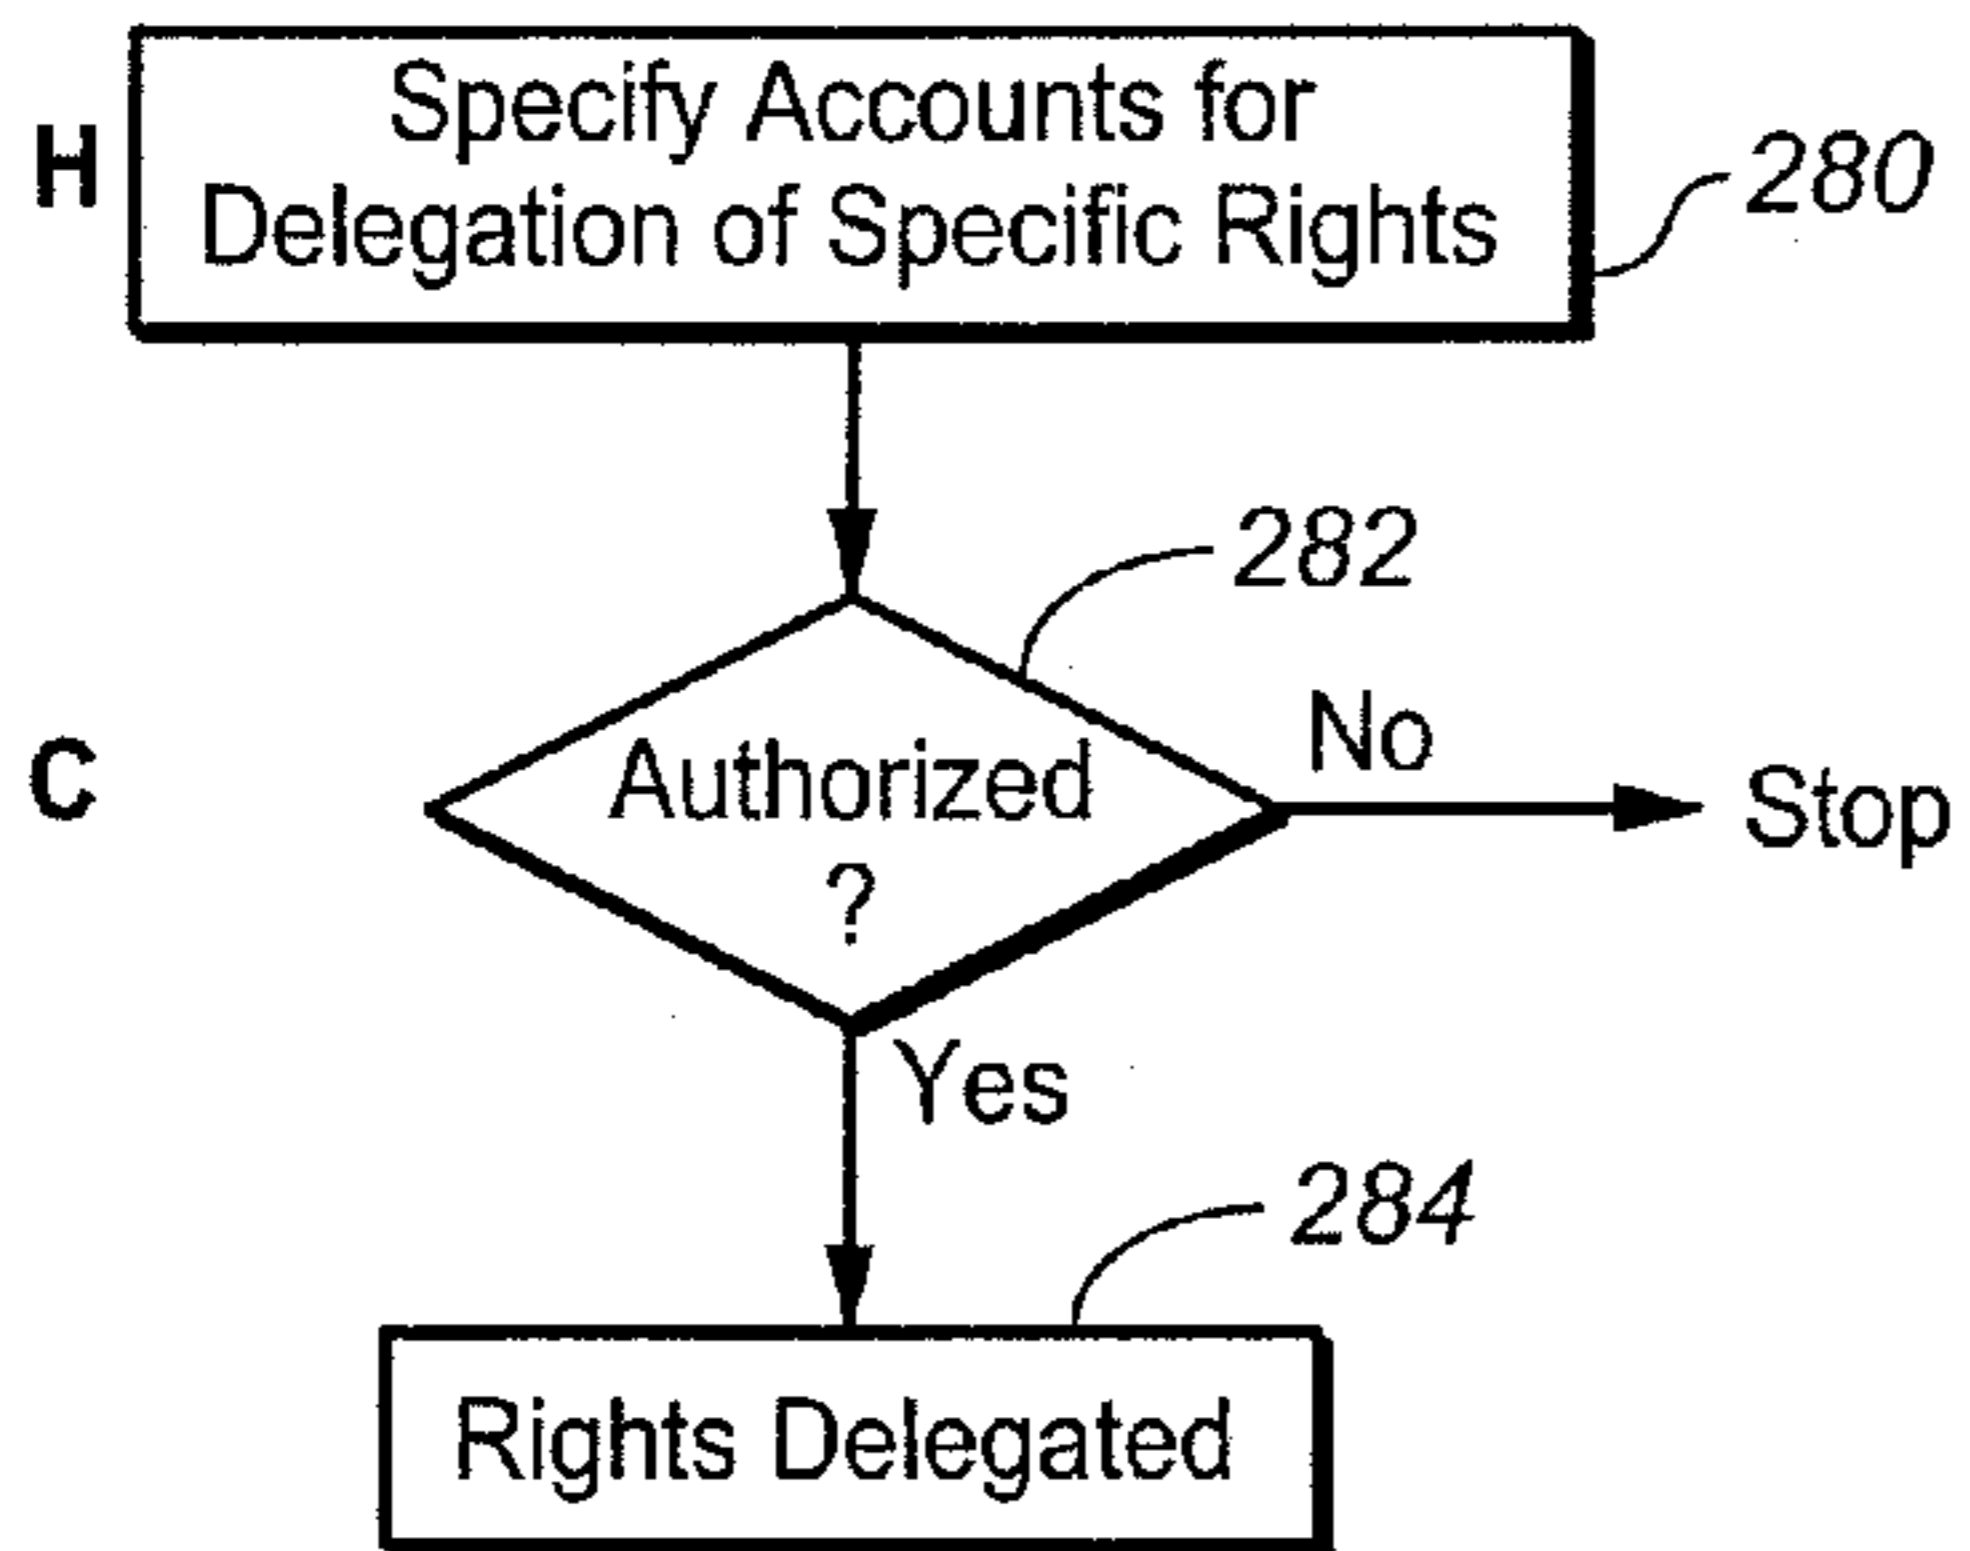 H
Specify Accounts for
Delegation of Specific Rights
280
282
C
Authorized
?
No
Stop
Yes
284
Rights Delegated